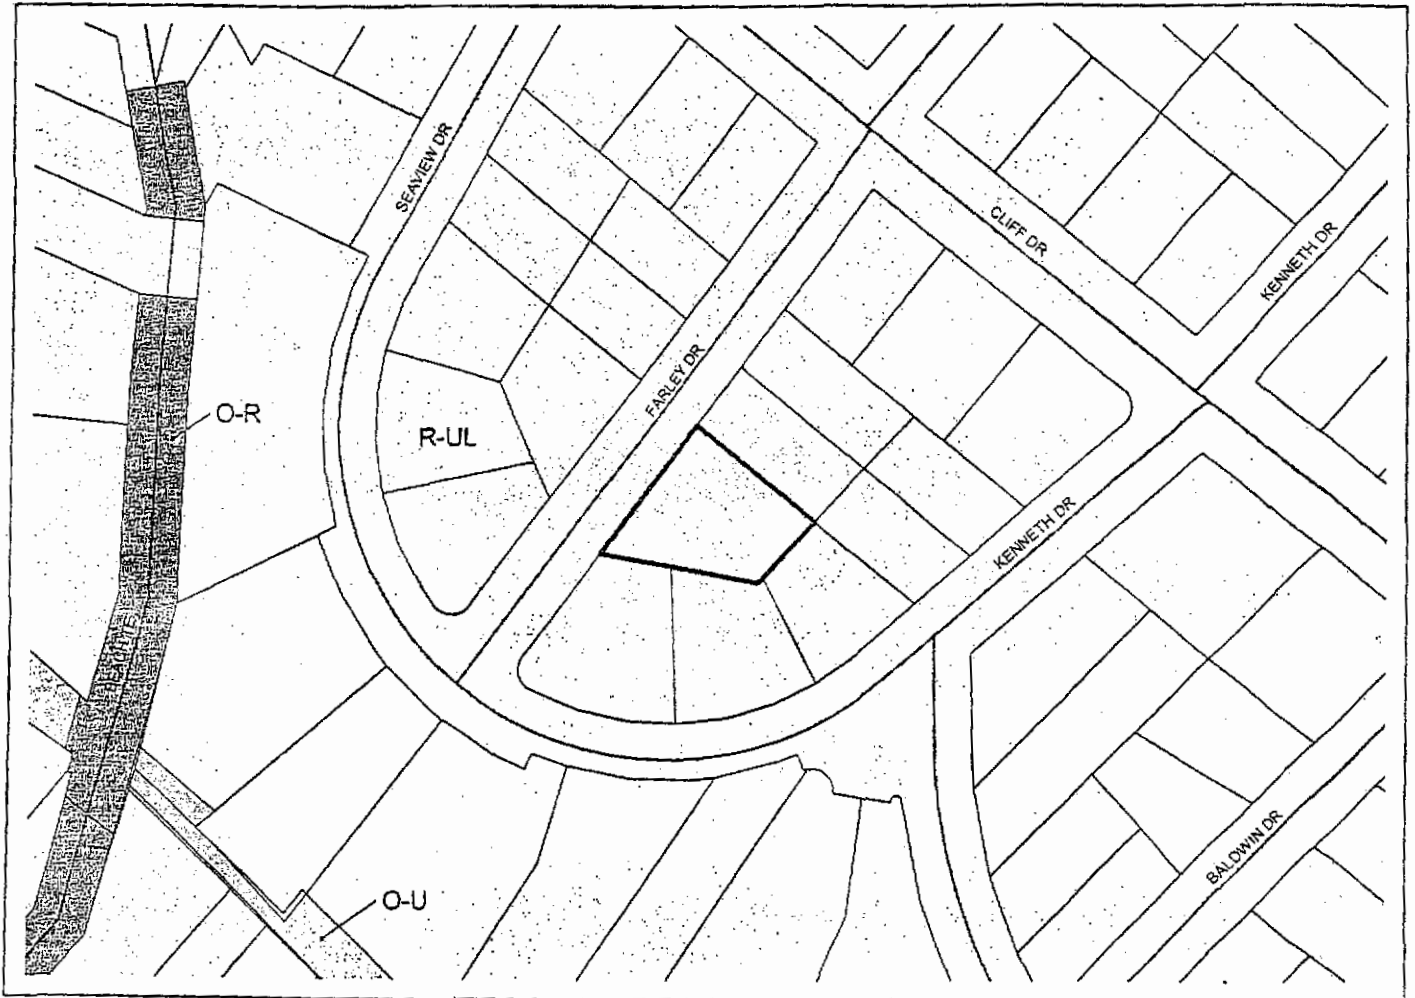 SEAVIEW DR
CLIFF DR
KENNETH DR
FARLEY DR
O-R
R-UL
KENNETH DR
BALDWIN DR
O-U